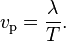 v_p = λ/T.